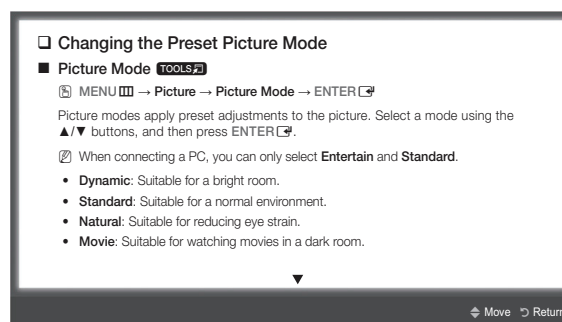 ❑ Changing the Preset Picture Mode
■ Picture Mode TOOLS
MENU → Picture → Picture Mode → ENTER
Picture modes apply preset adjustments to the picture. Select a mode using the
▲/▼ buttons, and then press ENTER.
When connecting a PC, you can only select Entertain and Standard.
• Dynamic: Suitable for a bright room.
• Standard: Suitable for a normal environment.
• Natural: Suitable for reducing eye strain.
• Movie: Suitable for watching movies in a dark room.
▼
Move Return